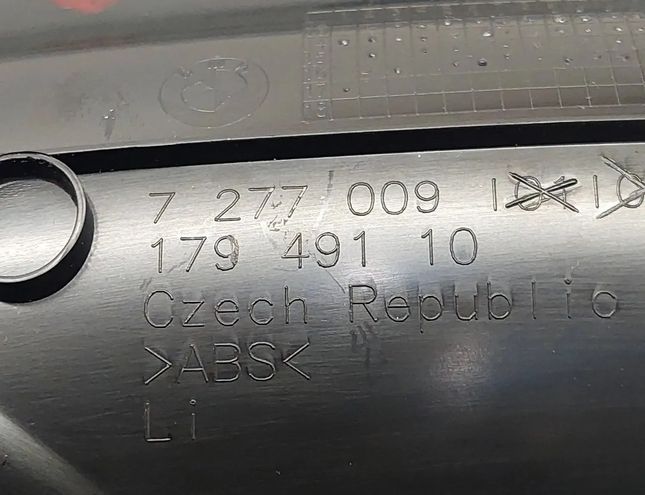 7 277 009
179 491 10
Czech Republic
>ABS<
Li